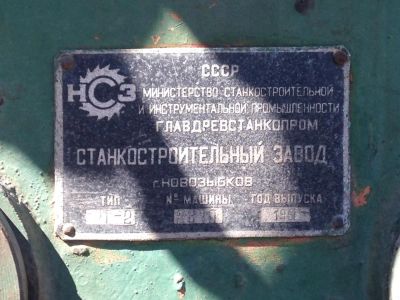 СССР
НСЗ
МИНИСТЕРСТВО СТАНКОСТРОИТЕЛЬНОЙ
И ИНСТРУМЕНТАЛЬНОЙ ПРОМЫШЛЕННОСТИ
ГЛАВДРЕВСТАНКОПРОМ
СТАНКОСТРОИТЕЛЬНЫЙ ЗАВОД
Г. НОВОЗЫБКОВ
ТИП № МАШИНЫ ГОД ВЫПУСКА